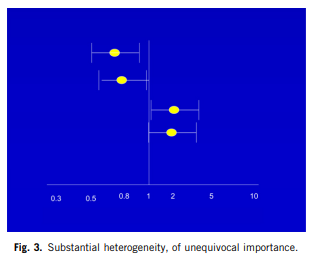 0.3 0.5 0.8 1 2 5 10
Fig. 3. Substantial heterogeneity, of unequivocal importance.